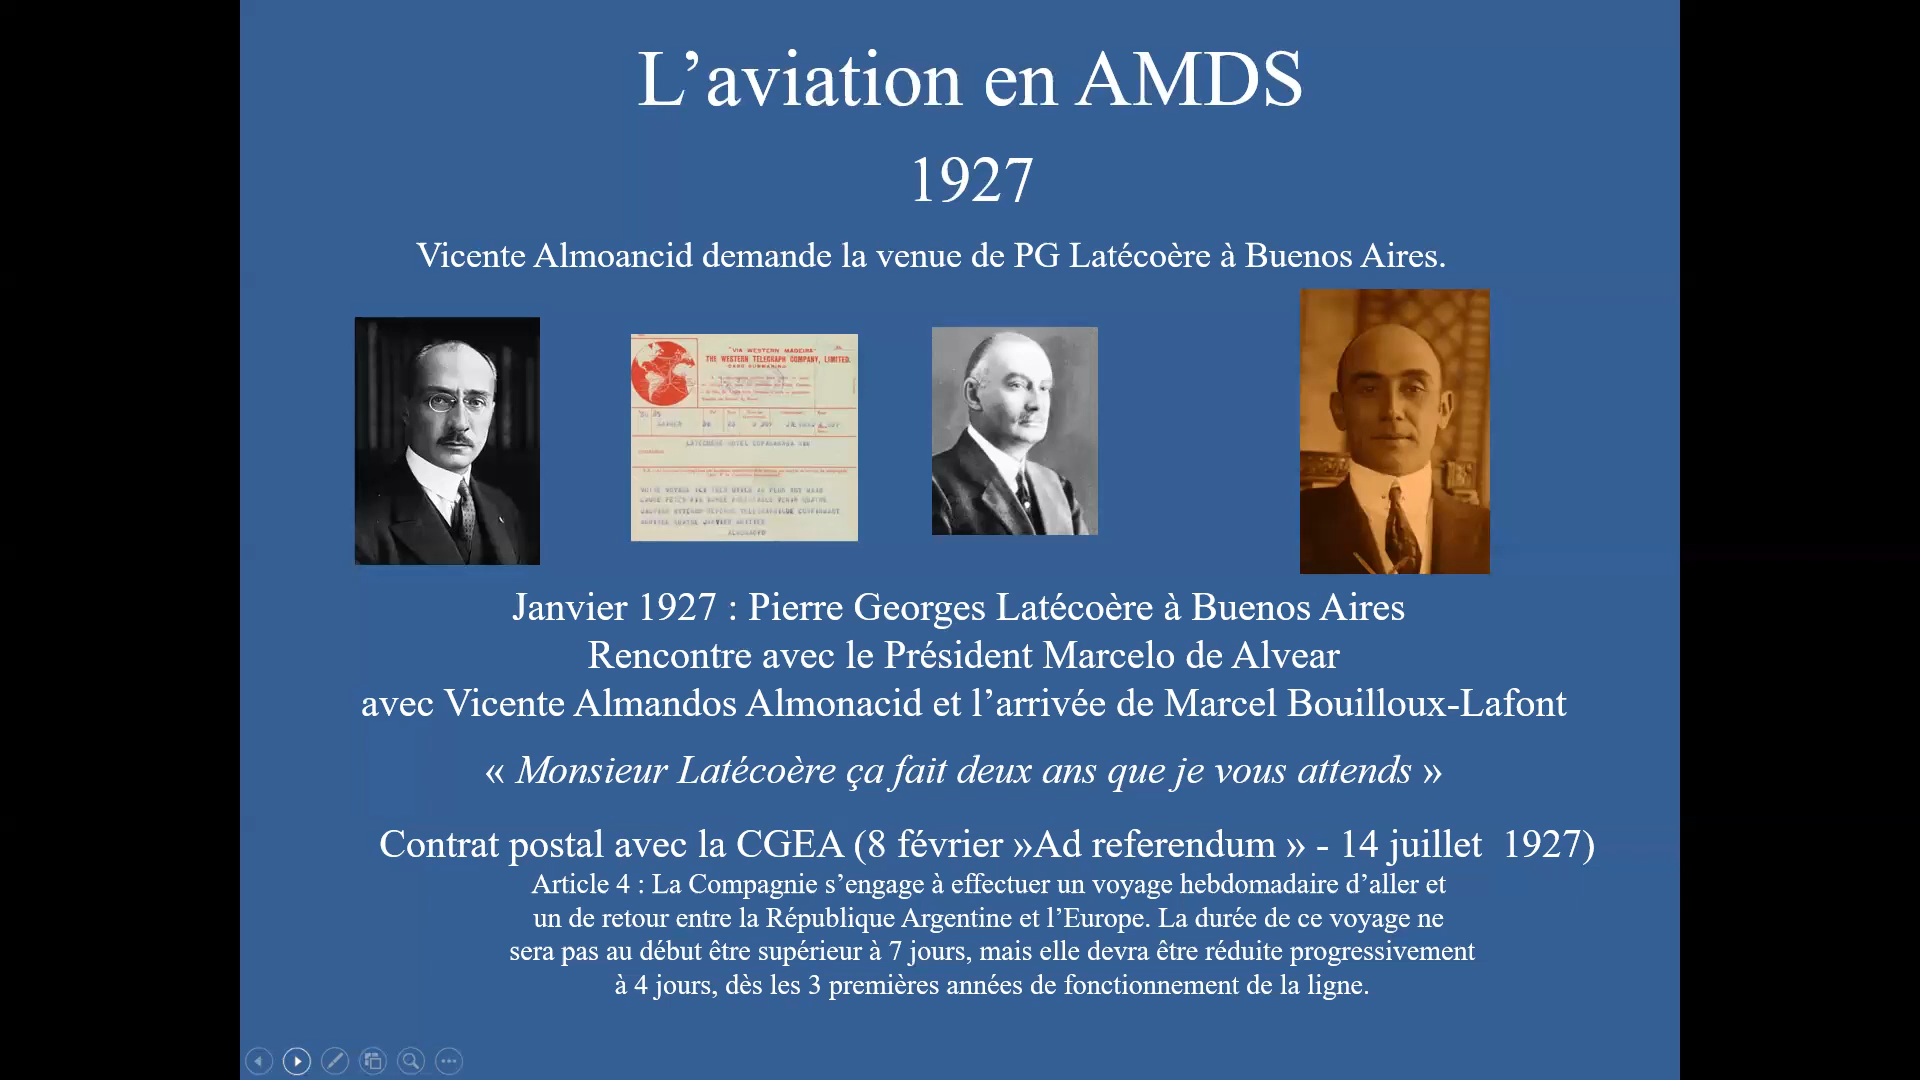 L’aviation en AMDS
1927
Vicente Almoancid demande la venue de PG Latécoère à Buenos Aires.
"VIA WESTERN MADEIRA"
THE WESTERN TELEGRAPH COMPANY, LIMITED.
Janvier 1927 : Pierre Georges Latécoère à Buenos Aires
Rencontre avec le Président Marcelo de Alvear
avec Vicente Almandos Almonacid et l’arrivée de Marcel Bouilloux-Lafont
« Monsieur Latécoère ça fait deux ans que je vous attends »
Contrat postal avec la CGEA (8 février »Ad referendum » - 14 juillet 1927)
Article 4 : La Compagnie s’engage à effectuer un voyage hebdomadaire d’aller et
un de retour entre la République Argentine et l’Europe. La durée de ce voyage ne
sera pas au début être supérieur à 7 jours, mais elle devra être réduite progressivement
à 4 jours, dès les 3 premières années de fonctionnement de la ligne.